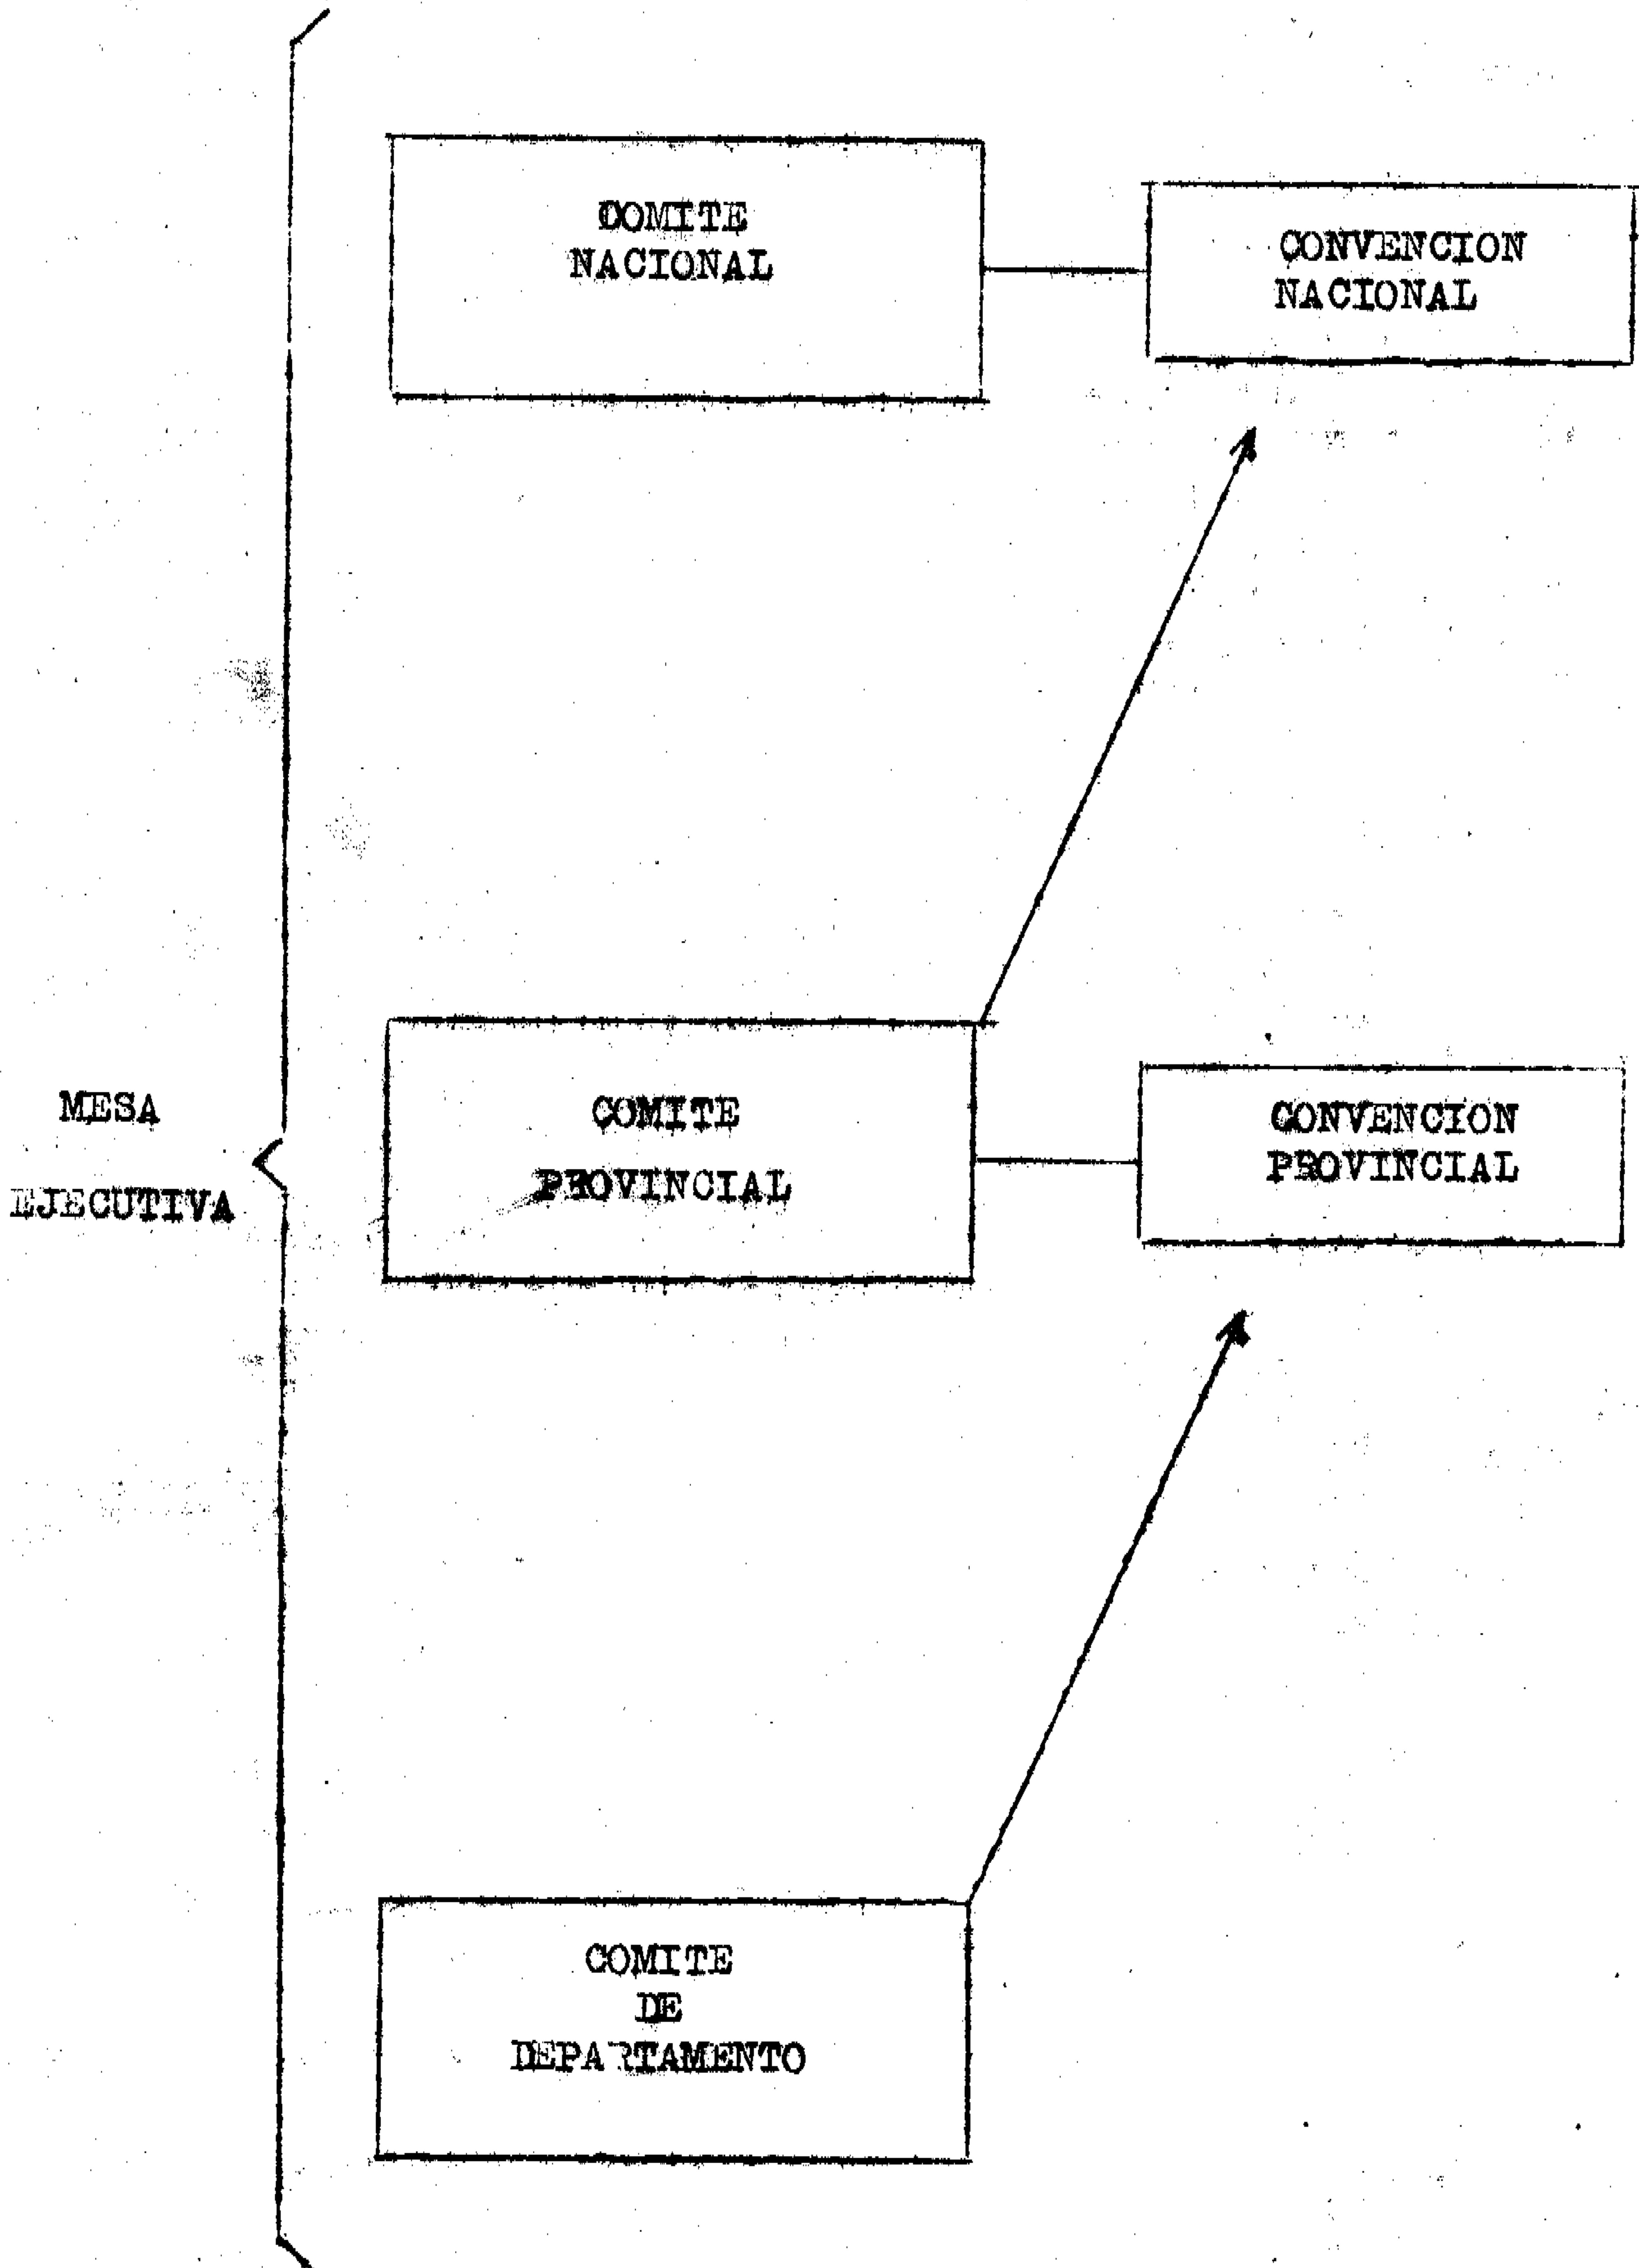 COMITE
NACIONAL
CONVENCION
NACIONAL
MESA
EJECUTIVA
COMITE
PROVINCIAL
CONVENCION
PROVINCIAL
COMITE
DE
DEPARTAMENTO